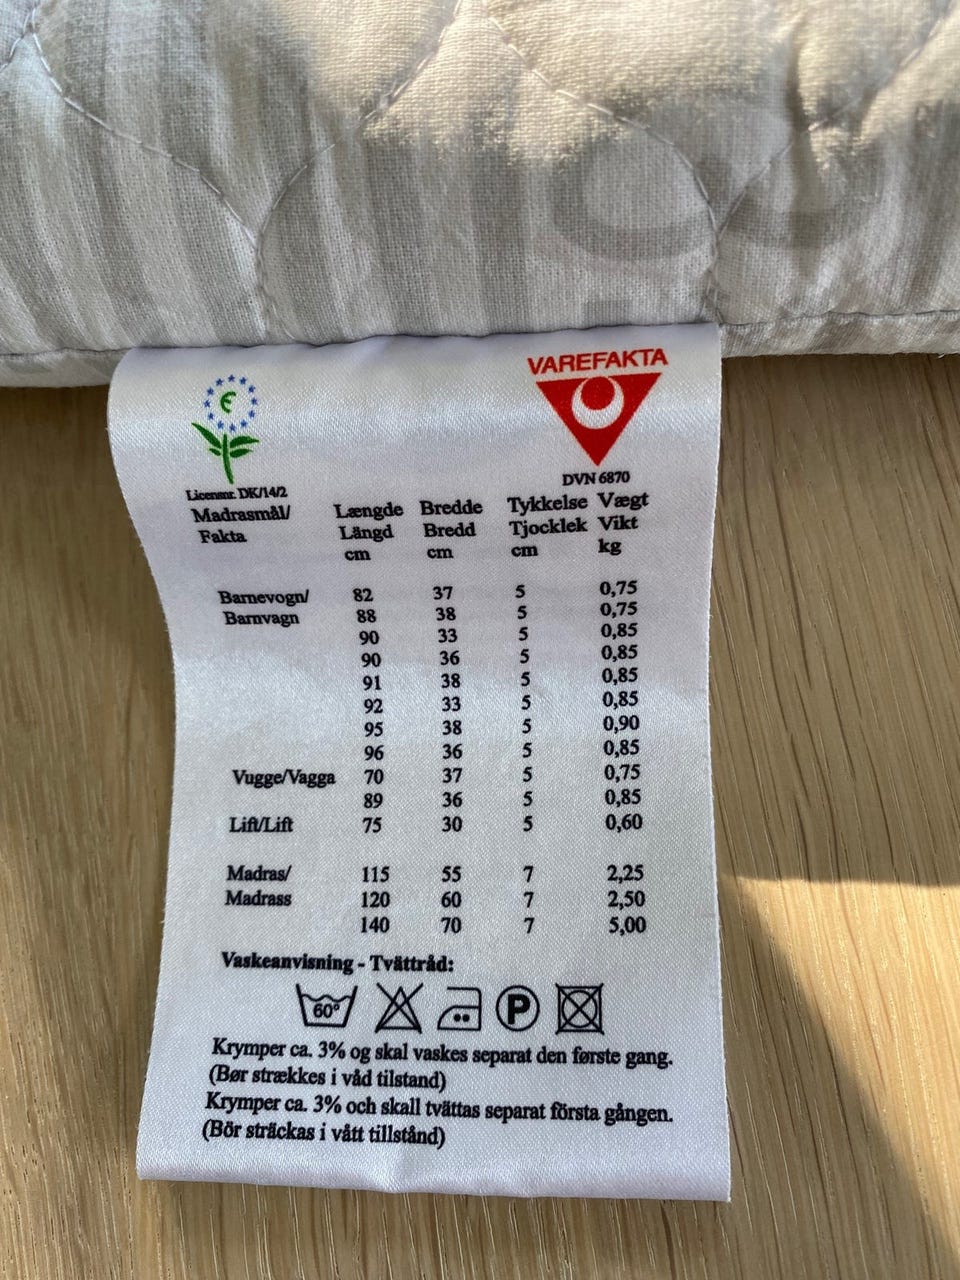 VAREFAKTA
€
DVN 6870
Licensnr. DK/14/2
Madrasmål/ Længde Bredde Tykkelse Vægt
Fakta Längd Bredd Tjocklek Vikt
cm cm cm kg
Barnevogn/ 82 37 5 0,75
Barnvagn 88 38 5 0,75
90 33 5 0,85
90 36 5 0,85
91 38 5 0,85
92 33 5 0,85
95 38 5 0,90
96 36 5 0,85
Vugge/Vagga 70 37 5 0,75
89 36 5 0,85
Lift/Lift 75 30 5 0,60
Madras/ 115 55 7 2,25
Madrass 120 60 7 2,50
140 70 7 5,00
Vaskeanvisning - Tvättråd:
60° P
Krymper ca. 3% og skal vaskes separat den første gang.
(Bør strækkes i våd tilstand)
Krymper ca. 3% och skall tvättas separat första gången.
(Bör sträckas i vått tillstånd)